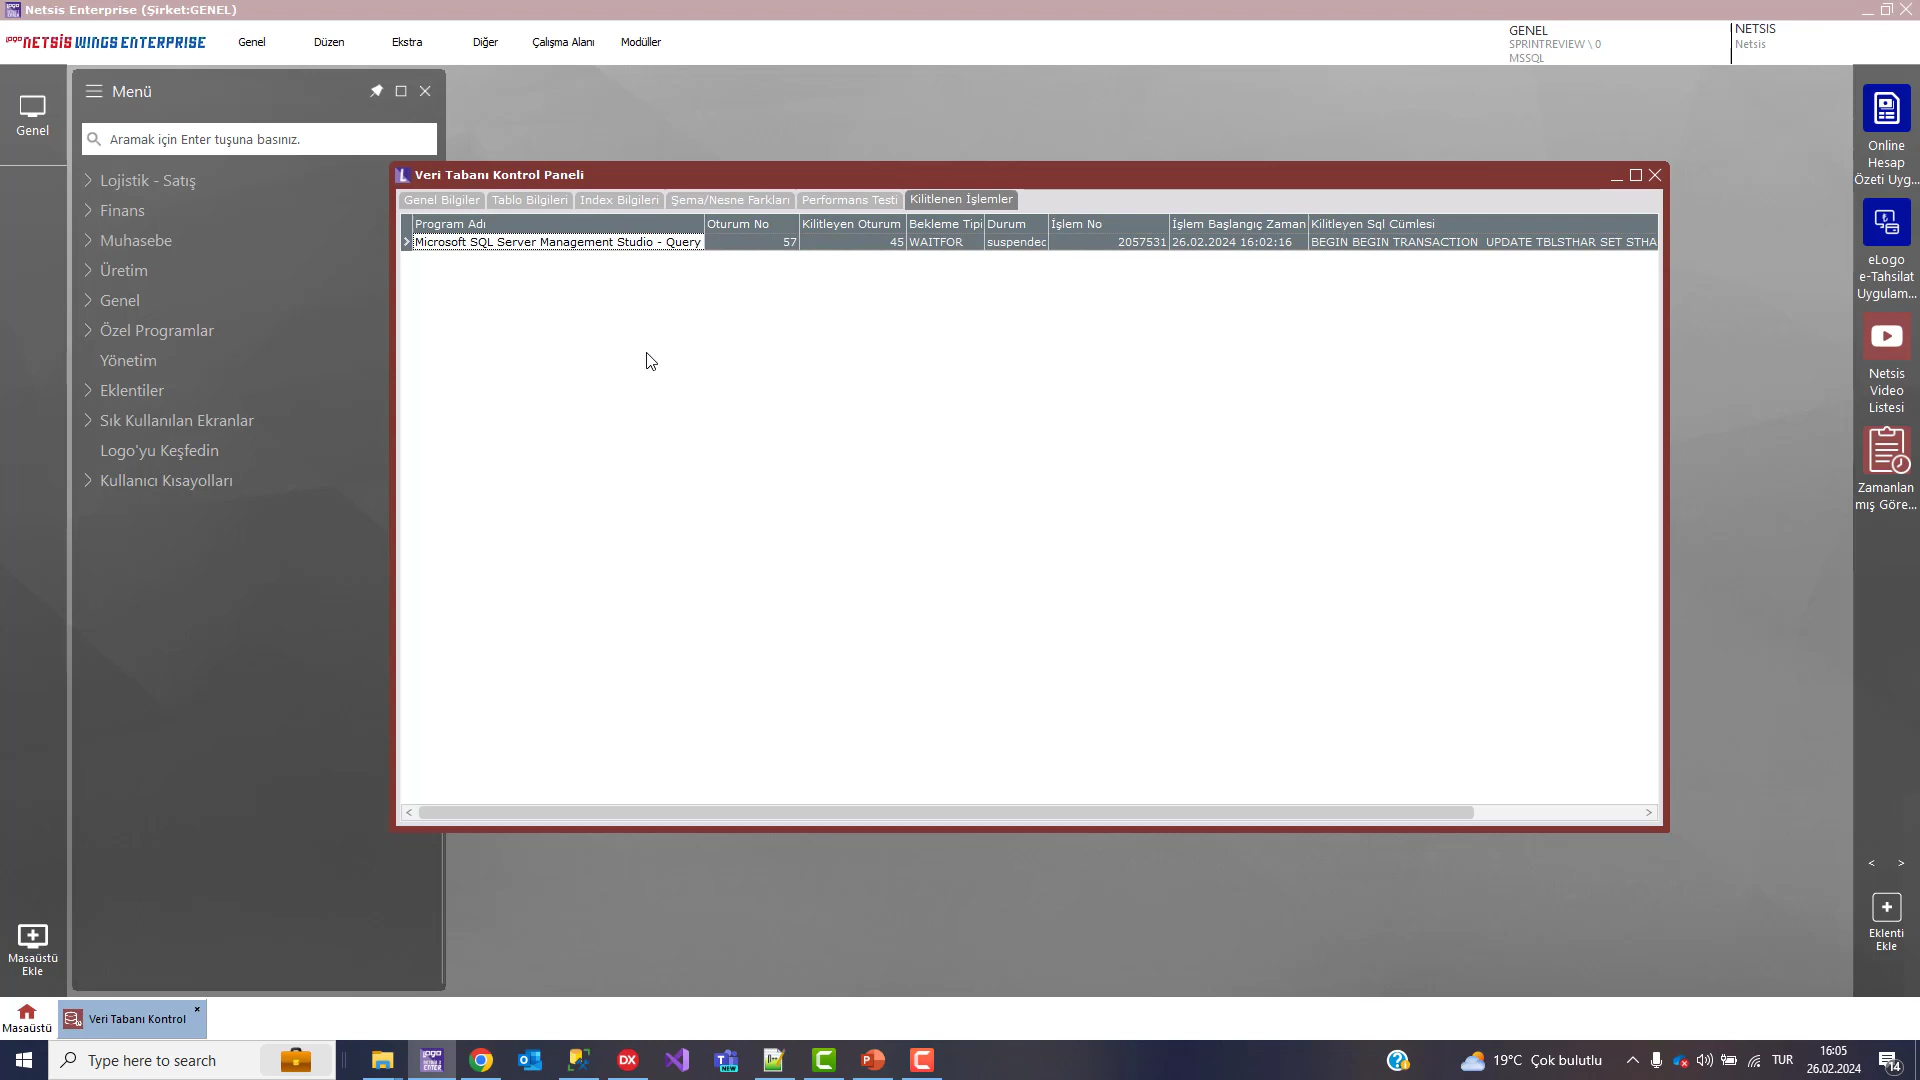 Netsis Enterprise (Şirket:GENEL)
LOGO NETSİS WINGS ENTERPRISE
Genel
Düzen
Ekstra
Diğer
Çalışma Alanı
Modüller
GENEL
SPRINTREVIEW \ 0
MSSQL
NETSIS
Netsis
Genel
Menü
Aramak için Enter tuşuna basınız.
Lojistik - Satış
Finans
Muhasebe
Üretim
Genel
Özel Programlar
Yönetim
Eklentiler
Sık Kullanılan Ekranlar
Logo'yu Keşfedin
Kullanıcı Kısayolları
Veri Tabanı Kontrol Paneli
Genel Bilgiler Tablo Bilgileri Index Bilgileri Şema/Nesne Farkları Performans Testi Kilitlenen İşlemler
Program Adı Oturum No Kilitleyen Oturum Bekleme Tipi Durum İşlem No İşlem Başlangıç Zaman Kilitleyen Sql Cümlesi
Microsoft SQL Server Management Studio - Query 57 45 WAITFOR suspendec 2057531 26.02.2024 16:02:16 BEGIN BEGIN TRANSACTION UPDATE TBLSTHAR SET STHA
Online
Hesap
Özeti Uyg...
eLogo
e-Tahsilat
Uygulam...
Netsis
Video
Listesi
Zamanlan
mış Göre...
Eklenti
Ekle
Masaüstü
Ekle
Masaüstü
Veri Tabanı Kontrol
Type here to search
19°C Çok bulutlu
TUR
16:05
26.02.2024
14